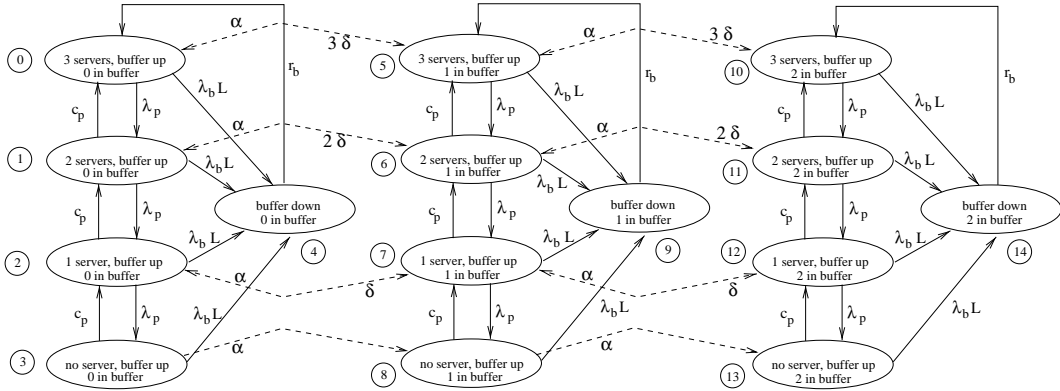 0
3 servers, buffer up
0 in buffer
α
3 δ
5
3 servers, buffer up
1 in buffer
α
3 δ
10
3 servers, buffer up
2 in buffer
r_b
r_b
r_b
c_p
λ_p
λ_b L
c_p
λ_p
λ_b L
c_p
λ_p
λ_b L
1
2 servers, buffer up
0 in buffer
α
2 δ
λ_b L
6
2 servers, buffer up
1 in buffer
α
2 δ
λ_b L
11
2 servers, buffer up
2 in buffer
λ_b L
buffer down
0 in buffer
4
buffer down
1 in buffer
9
buffer down
2 in buffer
14
c_p
λ_p
λ_b L
c_p
λ_p
λ_b L
c_p
λ_p
λ_b L
2
1 server, buffer up
0 in buffer
α
δ
7
1 server, buffer up
1 in buffer
α
δ
12
1 server, buffer up
2 in buffer
c_p
λ_p
λ_b L
c_p
λ_p
λ_b L
c_p
λ_p
λ_b L
3
no server, buffer up
0 in buffer
α
8
no server, buffer up
1 in buffer
α
13
no server, buffer up
2 in buffer